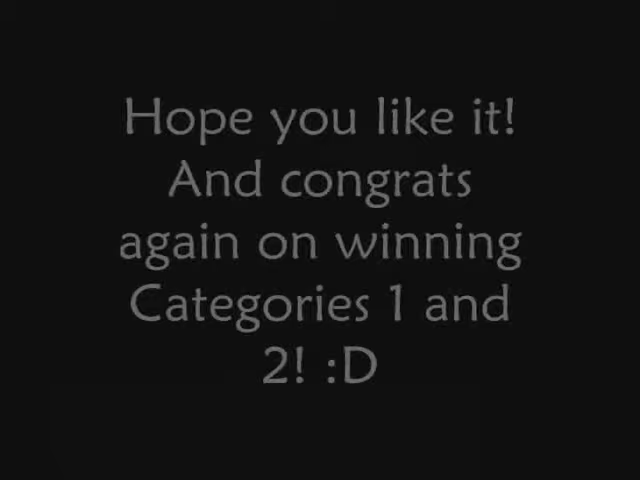 Hope you like it!
And congrats
again on winning
Categories 1 and
2! :D